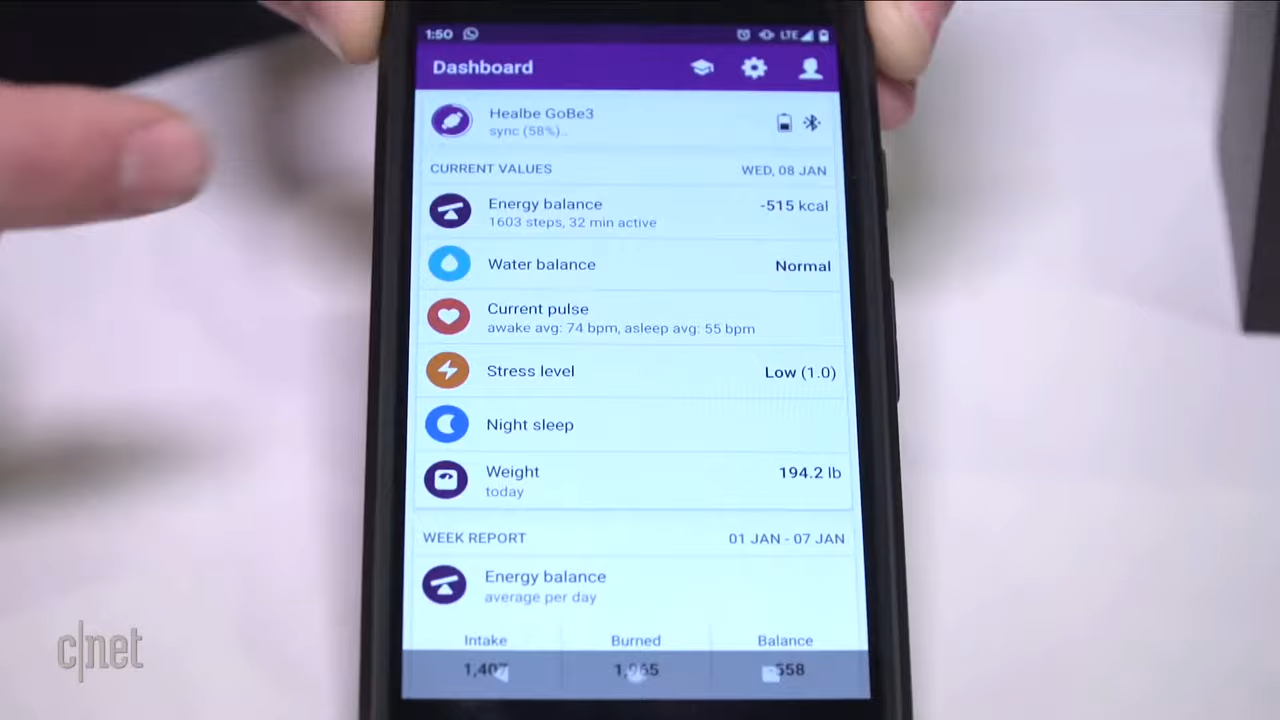 1:50 LTE
Dashboard
Healbe GoBe3
sync (58%)..
CURRENT VALUES WED, 08 JAN
Energy balance -515 kcal
1603 steps, 32 min active
Water balance Normal
Current pulse
awake avg: 74 bpm, asleep avg: 55 bpm
Stress level Low (1.0)
Night sleep
Weight 194.2 lb
today
WEEK REPORT 01 JAN - 07 JAN
Energy balance
average per day
Intake Burned Balance
c|net